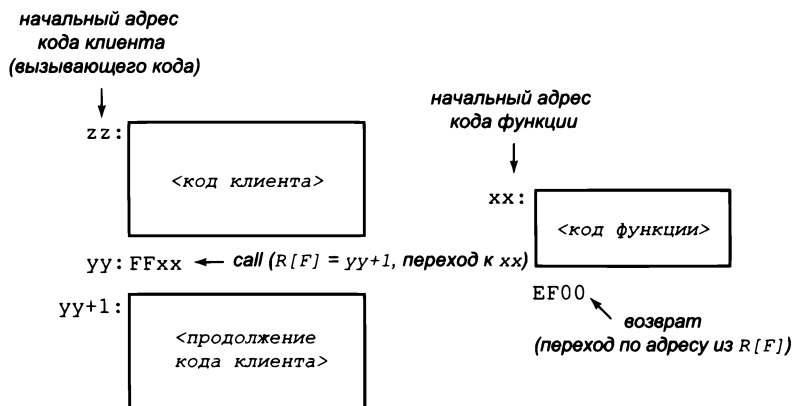 начальный адрес
кода клиента
(вызывающего кода)
zz:
<код клиента>
yy: FFxx
call (R[F] = yy+1, переход к xx)
yy+1:
<продолжение
кода клиента>
начальный адрес
кода функции
xx:
<код функции>
EF00
возврат
(переход по адресу из R[F])